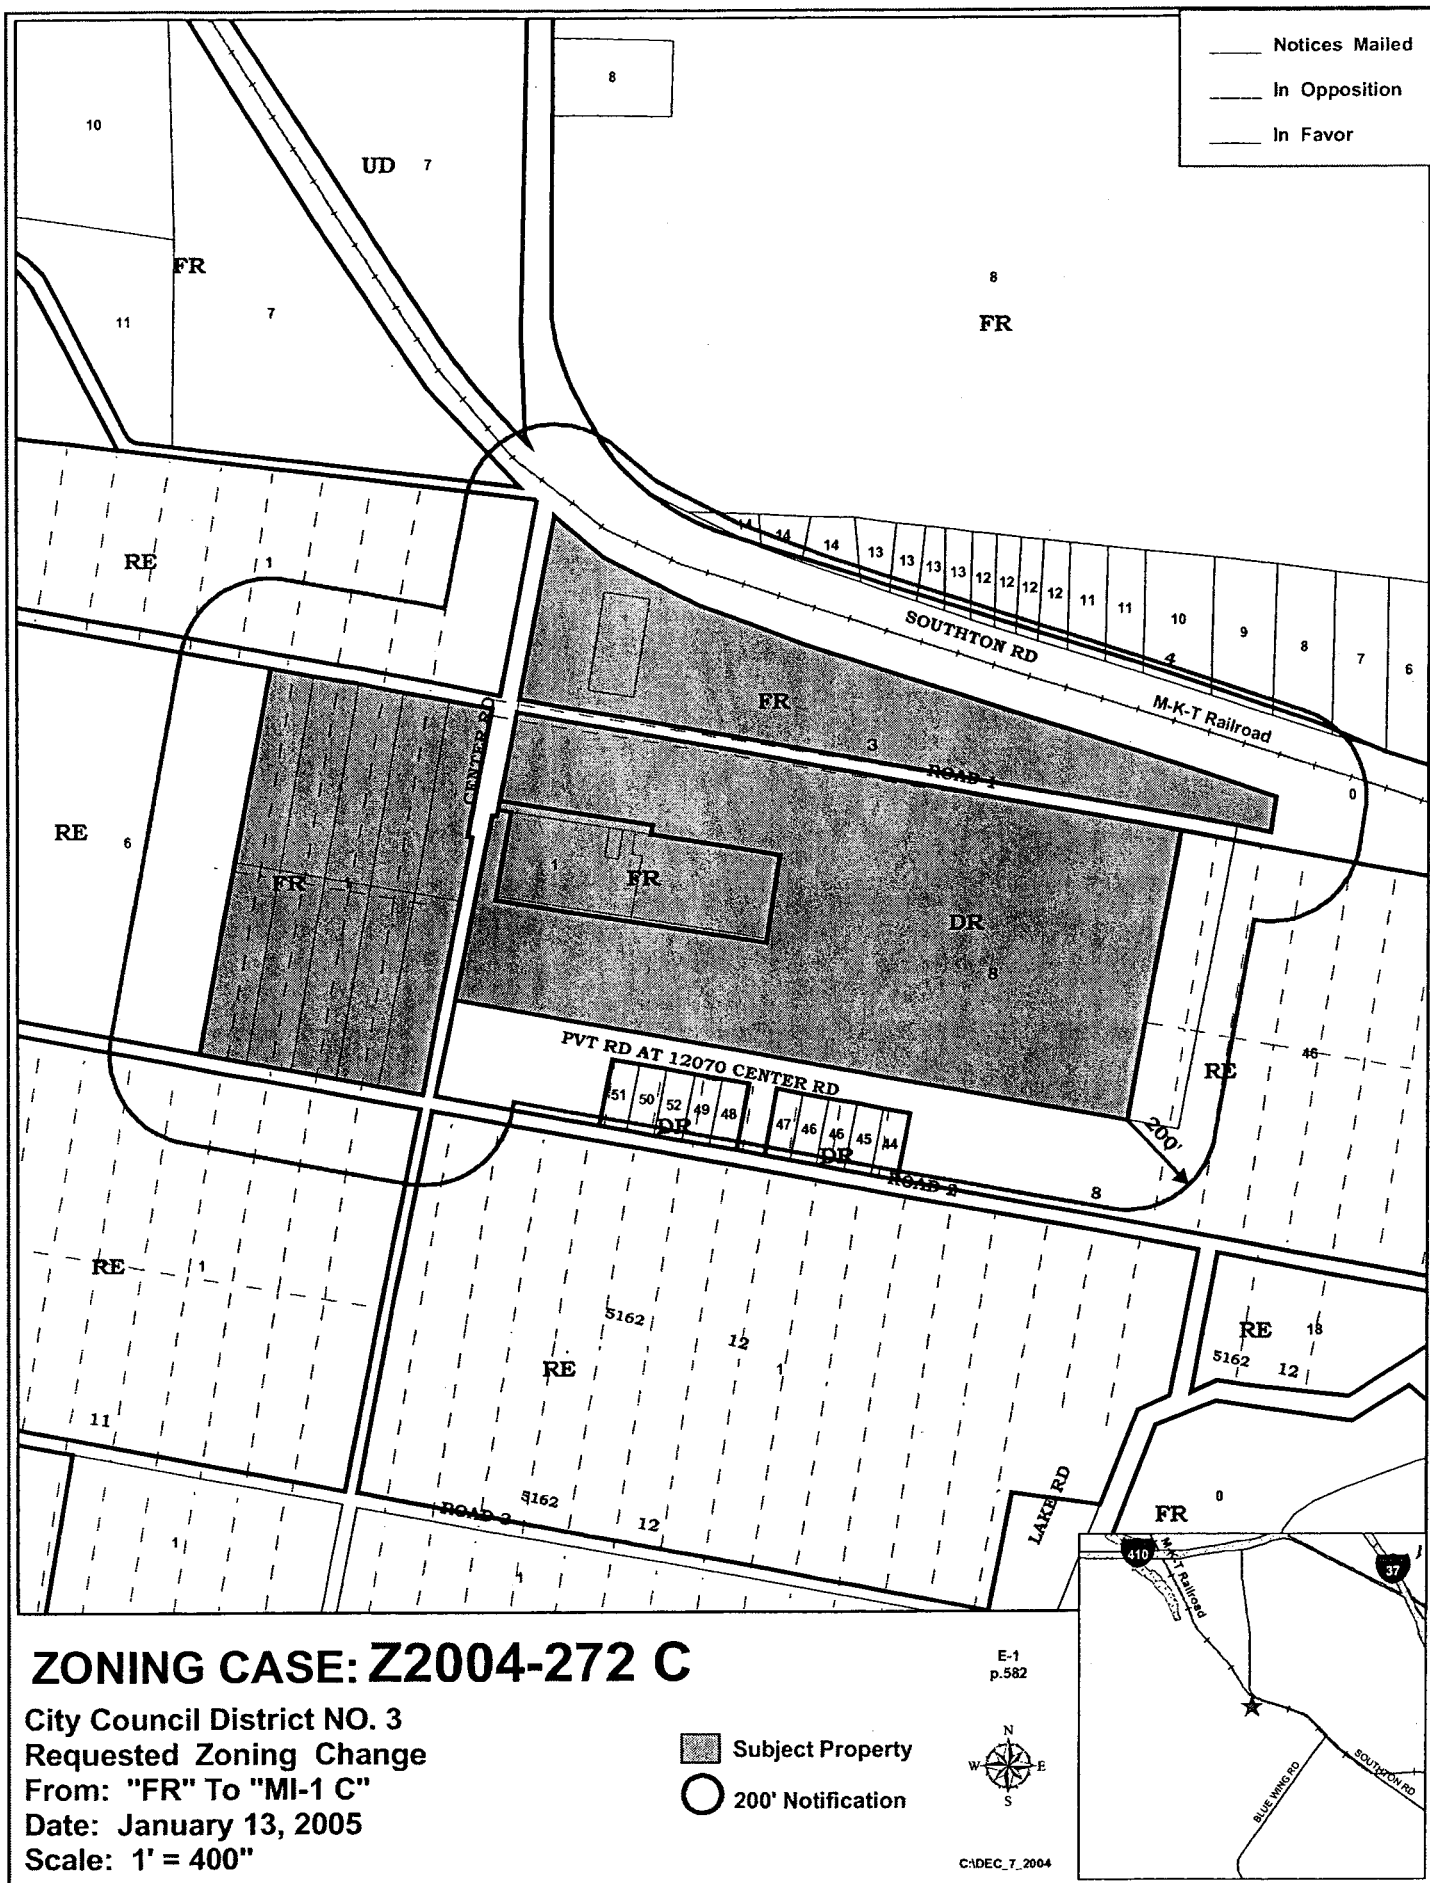 Notices Mailed
In Opposition
In Favor
8
10
UD 7
FR
11
7
8
FR
14 14 14 13 13 13 13 12 12 12 12 11 11 10 9 8 7 6
RE
1
SOUTHTON RD
4
M-K-T Railroad
0
FR
3
ROAD 1
CENTER RD
RE
6
FR
1
FR
DR
8
46
RE
PVT RD AT 12070 CENTER RD
51 50 52 49 48
DR
47 46 46 45 44
DR
ROAD 2
8
200'
RE
1
5162
12
RE
1
RE 18
5162 12
11
5162
ROAD 3
12
1
1
LAKE RD
0
FR
410
M-K-T Railroad
37
BLUE WING RD
SOUTHTON RD
ZONING CASE: Z2004-272 C
City Council District NO. 3
Requested Zoning Change
From: "FR" To "MI-1 C"
Date: January 13, 2005
Scale: 1' = 400"
Subject Property
200' Notification
E-1
p.582
N
W E
S
C:\DEC_7_2004